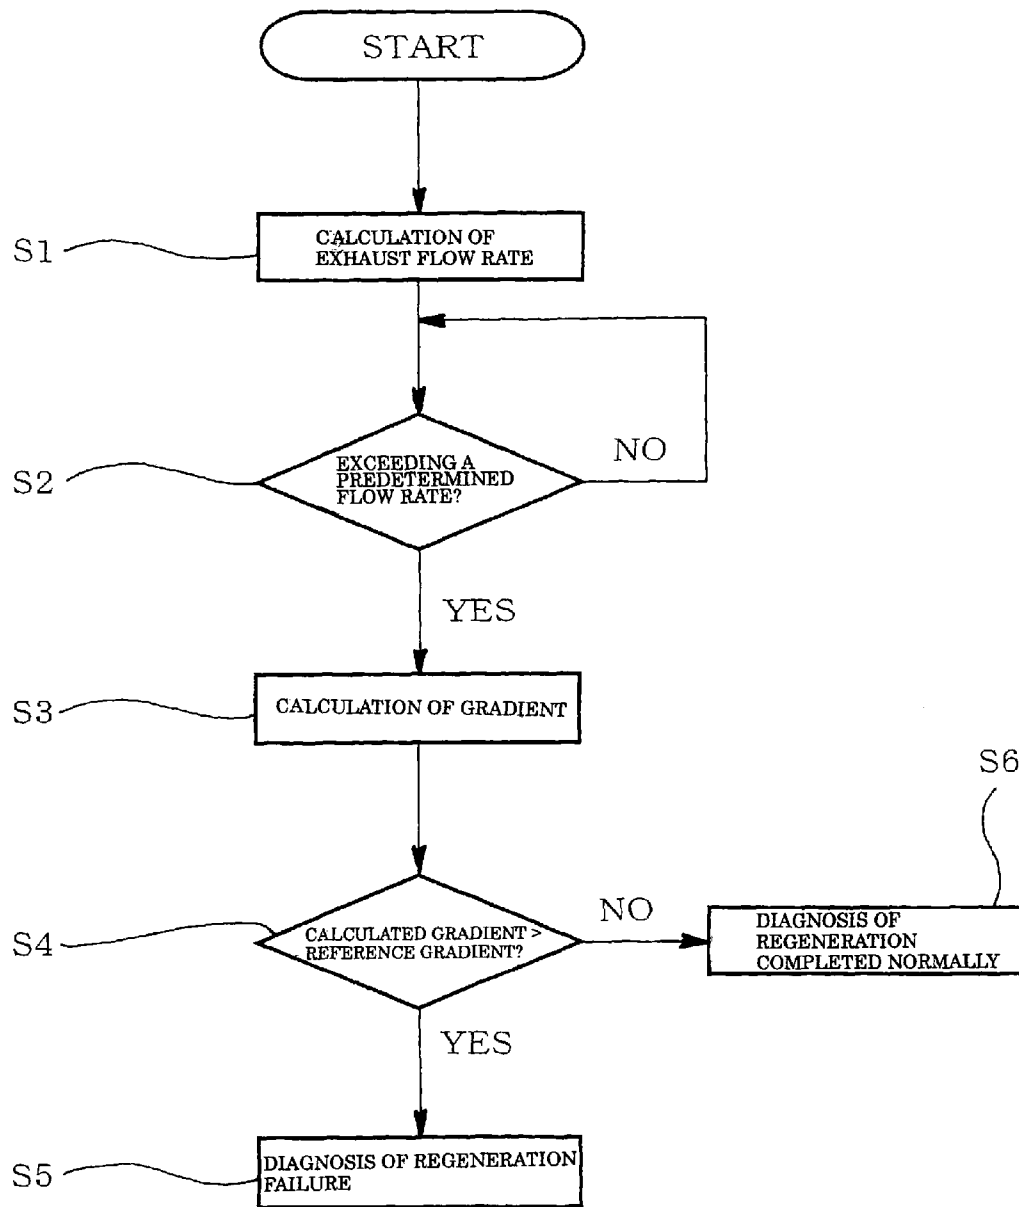 START
S1
CALCULATION OF
EXHAUST FLOW RATE
S2
EXCEEDING A
PREDETERMINED
FLOW RATE?
NO
YES
S3
CALCULATION OF GRADIENT
S6
S4
CALCULATED GRADIENT >
REFERENCE GRADIENT?
NO
DIAGNOSIS OF
REGENERATION
COMPLETED NORMALLY
YES
S5
DIAGNOSIS OF REGENERATION
FAILURE